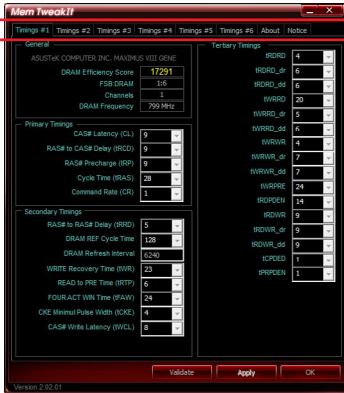 Mem TweakIt
Timings #1 Timings #2 Timings #3 Timings #4 Timings #5 Timings #6 About Notice
General
ASUSTeK COMPUTER INC. MAXIMUS VIII GENE
DRAM Efficiency Score 17291
FSB:DRAM 1:6
Channels 1
DRAM Frequency 799 MHz
Primary Timings
CAS# Latency (CL) 9
RAS# to CAS# Delay (tRCD) 9
RAS# Precharge (tRP) 9
Cycle Time (tRAS) 28
Command Rate (CR) 1
Secondary Timings
RAS# to RAS# Delay (tRRD) 5
DRAM REF Cycle Time 128
DRAM Refresh Interval 6240
WRITE Recovery Time (tWR) 23
READ to PRE Time (tRTP) 6
FOUR ACT WIN Time (tFAW) 24
CKE Minimul Pulse Width (tCKE) 4
CAS# Write Latency (tWCL) 8
Tertiary Timings
tRDRD 4
tRDRD_dr 6
tRDRD_dd 6
tWRRD 20
tWRRD_dr 5
tWRRD_dd 6
tWRWR 4
tWRWR_dr 7
tWRWR_dd 7
tWRPRE 24
tRDPDEN 14
tRDWR 9
tRDWR_dr 9
tRDWR_dd 9
tCPDED 1
tPRPDEN 1
Validate Apply OK
Version 2.02.01